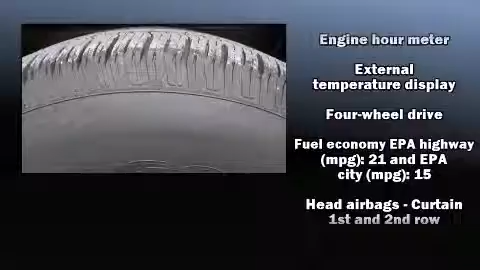 Engine hour meter
External
temperature display
Four-wheel drive
Fuel economy EPA highway
(mpg): 21 and EPA
city (mpg): 15
Head airbags - Curtain
1st and 2nd row